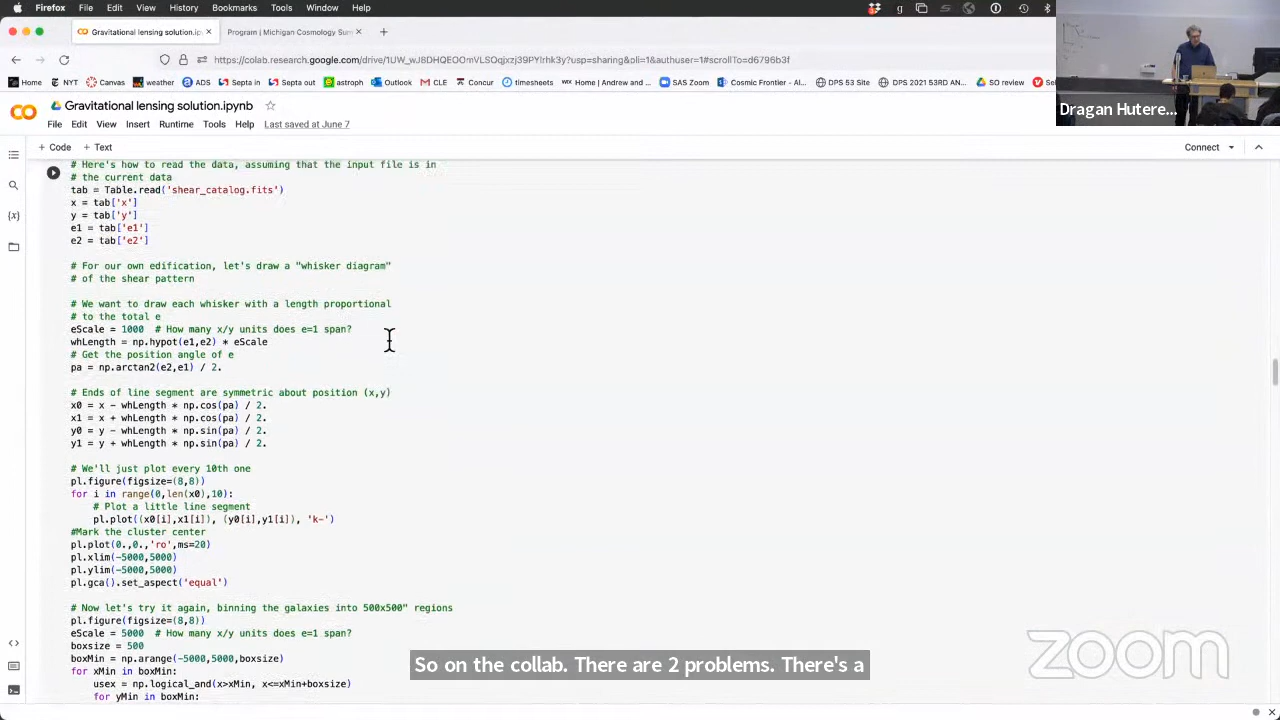 Firefox File Edit View History Bookmarks Tools Window Help
Gravitational lensing solution.ip
Program | Michigan Cosmology Sum
https://colab.research.google.com/drive/1UW_wJ8DHQEOOmVLSOqjxzj39PYlrhk3y?usp=sharing&pli=1&authuser=1#scrollTo=d6796b3f
Home NYT Canvas weather ADS Septa in Septa out astroph Outlook CLE Concur timesheets Home | Andrew and ... SAS Zoom Cosmic Frontier/Da... DPS 53 Site DPS 2021 53RD AN... SO review
Gravitational lensing solution.ipynb
File Edit View Insert Runtime Tools Help Last saved at June 7
Dragan Hutere...
+ Code + Text Connect
# Here's how to read the data, assuming that the input file is in
# the current data
tab = Table.read('shear_catalog.fits')
x = tab['x']
y = tab['y']
e1 = tab['e1']
e2 = tab['e2']
# For our own edification, let's draw a "whisker diagram"
# of the shear pattern
# We want to draw each whisker with a length proportional
# to the total e
eScale = 1000 # How many x/y units does e=1 span?
whLength = np.hypot(e1,e2) * eScale
# Get the position angle of e
pa = np.arctan2(e2,e1) / 2.
# Ends of line segment are symmetric about position (x,y)
x0 = x - whLength * np.cos(pa) / 2.
x1 = x + whLength * np.cos(pa) / 2.
y0 = y - whLength * np.sin(pa) / 2.
y1 = y + whLength * np.sin(pa) / 2.
# We'll just plot every 10th one
pl.figure(figsize=(8,8))
for i in range(0,len(x0),10):
# Plot a little line segment
pl.plot((x0[i],x1[i]), (y0[i],y1[i]), 'k-')
#Mark the cluster center
pl.plot(0.,0.,'ro',ms=20)
pl.xlim(-5000,5000)
pl.ylim(-5000,5000)
pl.gca().set_aspect('equal')
# Now let's try it again, binning the galaxies into 500x500" regions
pl.figure(figsize=(8,8))
eScale = 5000 # How many x/y units does e=1 span?
boxsize = 500
boxMin = np.arange(-5000,5000,boxsize)
for xMin in boxMin:
usex = np.logical_and(x>xMin, x<=xMin+boxsize)
for yMin in boxMin:
So on the collab. There are 2 problems. There's a
zoom